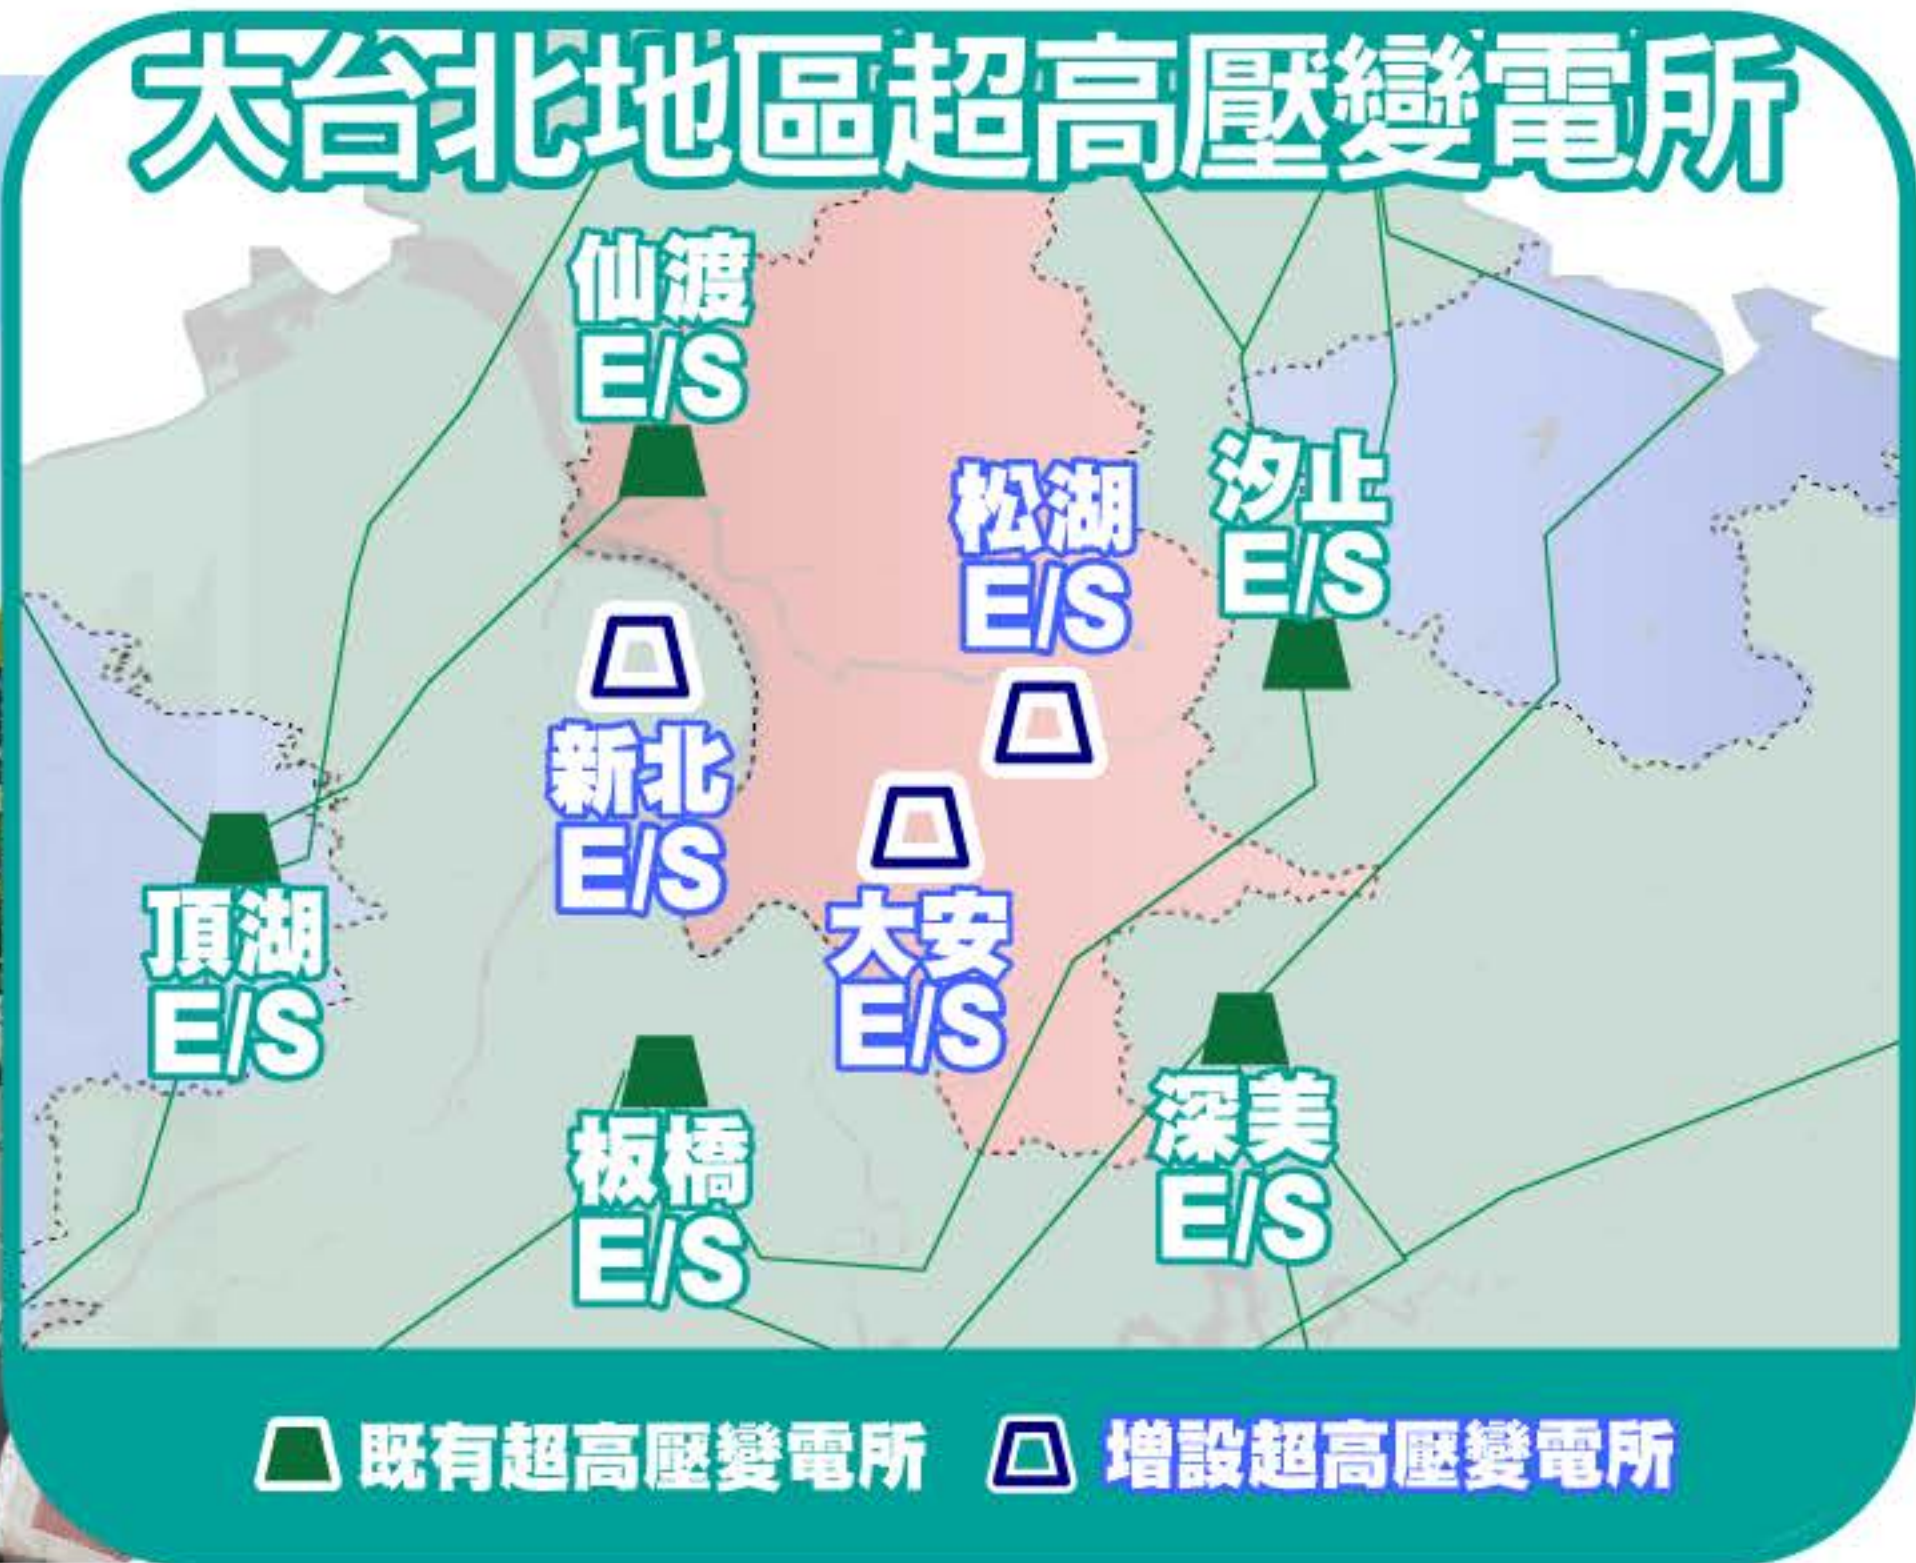 大台北地區超高壓變電所
仙渡
E/S
松湖
E/S
汐止
E/S
新北
E/S
大安
E/S
頂湖
E/S
板橋
E/S
深美
E/S
既有超高壓變電所
增設超高壓變電所